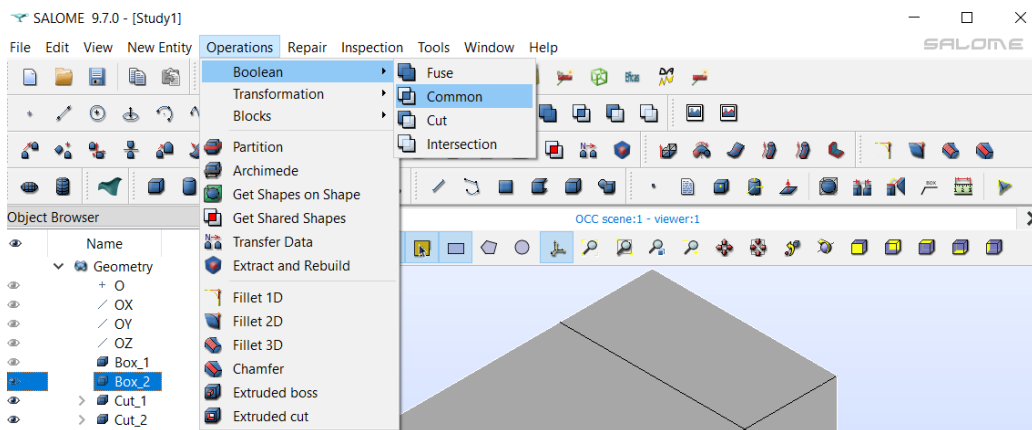 SALOME 9.7.0 - [Study1]
File Edit View New Entity Operations Repair Inspection Tools Window Help
SALOME
Boolean
Fuse
Transformation
Common
Blocks
Cut
Intersection
Partition
Archimede
Get Shapes on Shape
Get Shared Shapes
Transfer Data
Extract and Rebuild
Fillet 1D
Fillet 2D
Fillet 3D
Chamfer
Extruded boss
Extruded cut
Object Browser
OCC scene:1 - viewer:1
Name
Geometry
O
OX
OY
OZ
Box_1
Box_2
Cut_1
Cut_2